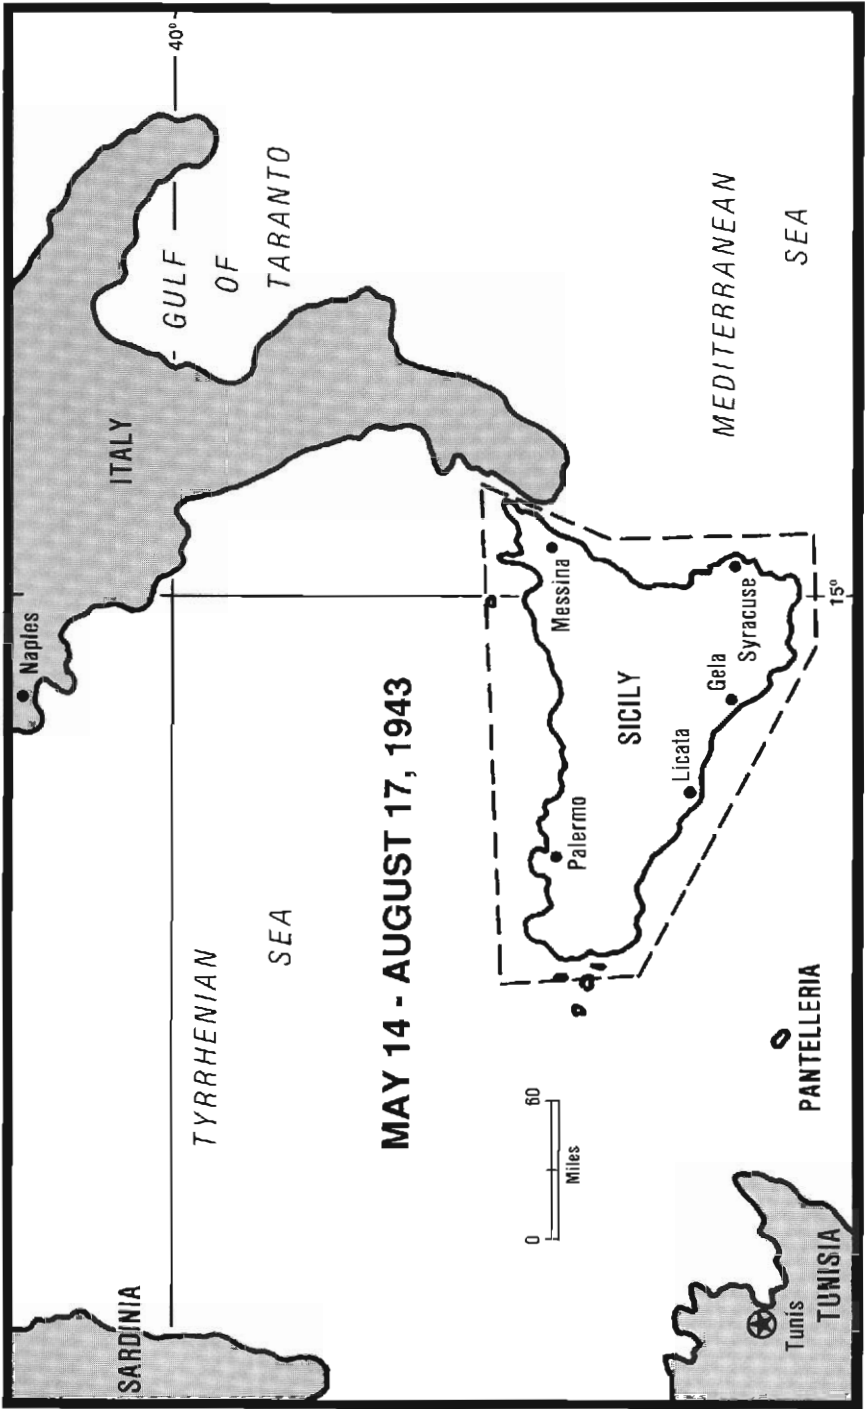 40°
Naples
ITALY
GULF
OF
TARANTO
SARDINIA
TYRRHENIAN
SEA
MAY 14 - AUGUST 17, 1943
MEDITERRANEAN
SEA
Messina
Palermo
SICILY
Licata
Gela
Syracuse
15°
0 60
Miles
PANTELLERIA
Tunis
TUNISIA